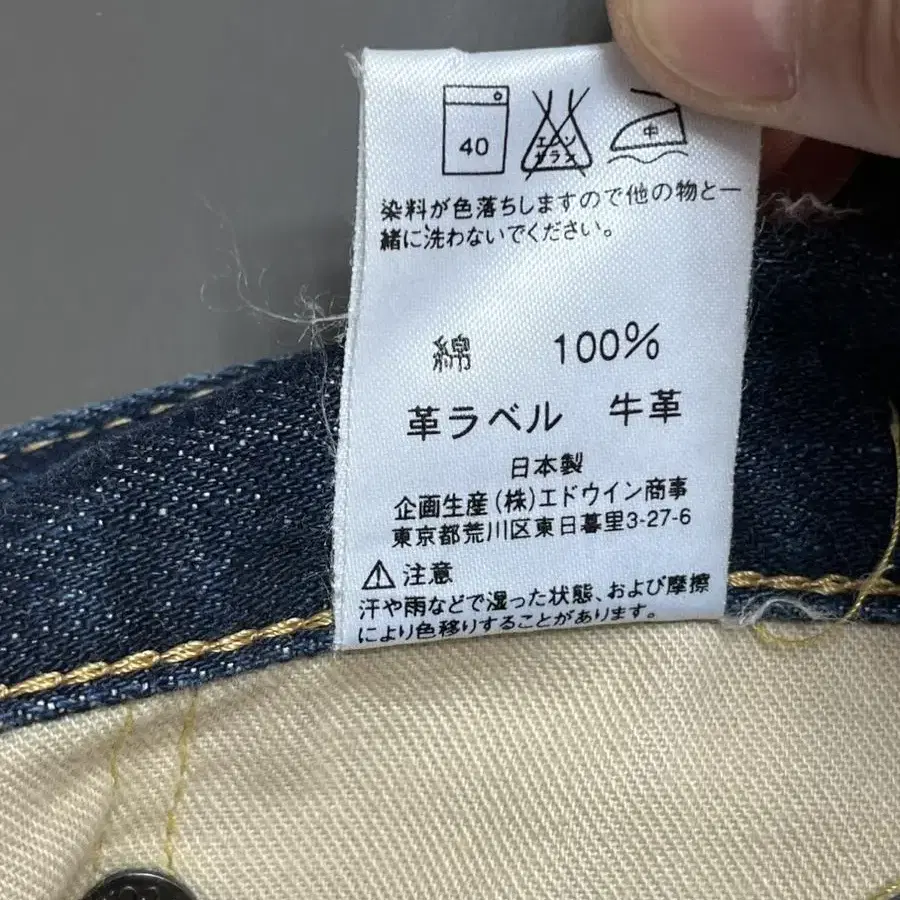 40
エンソ
サラシ
中
染料が色落ちしますので他の物と一
緒に洗わないでください。
綿 100%
革ラベル 牛革
日本製
企画生産(株)エドウイン商事
東京都荒川区東日暮里3-27-6
注意
汗や雨などで湿った状態、および摩擦
により色移りすることがあります。